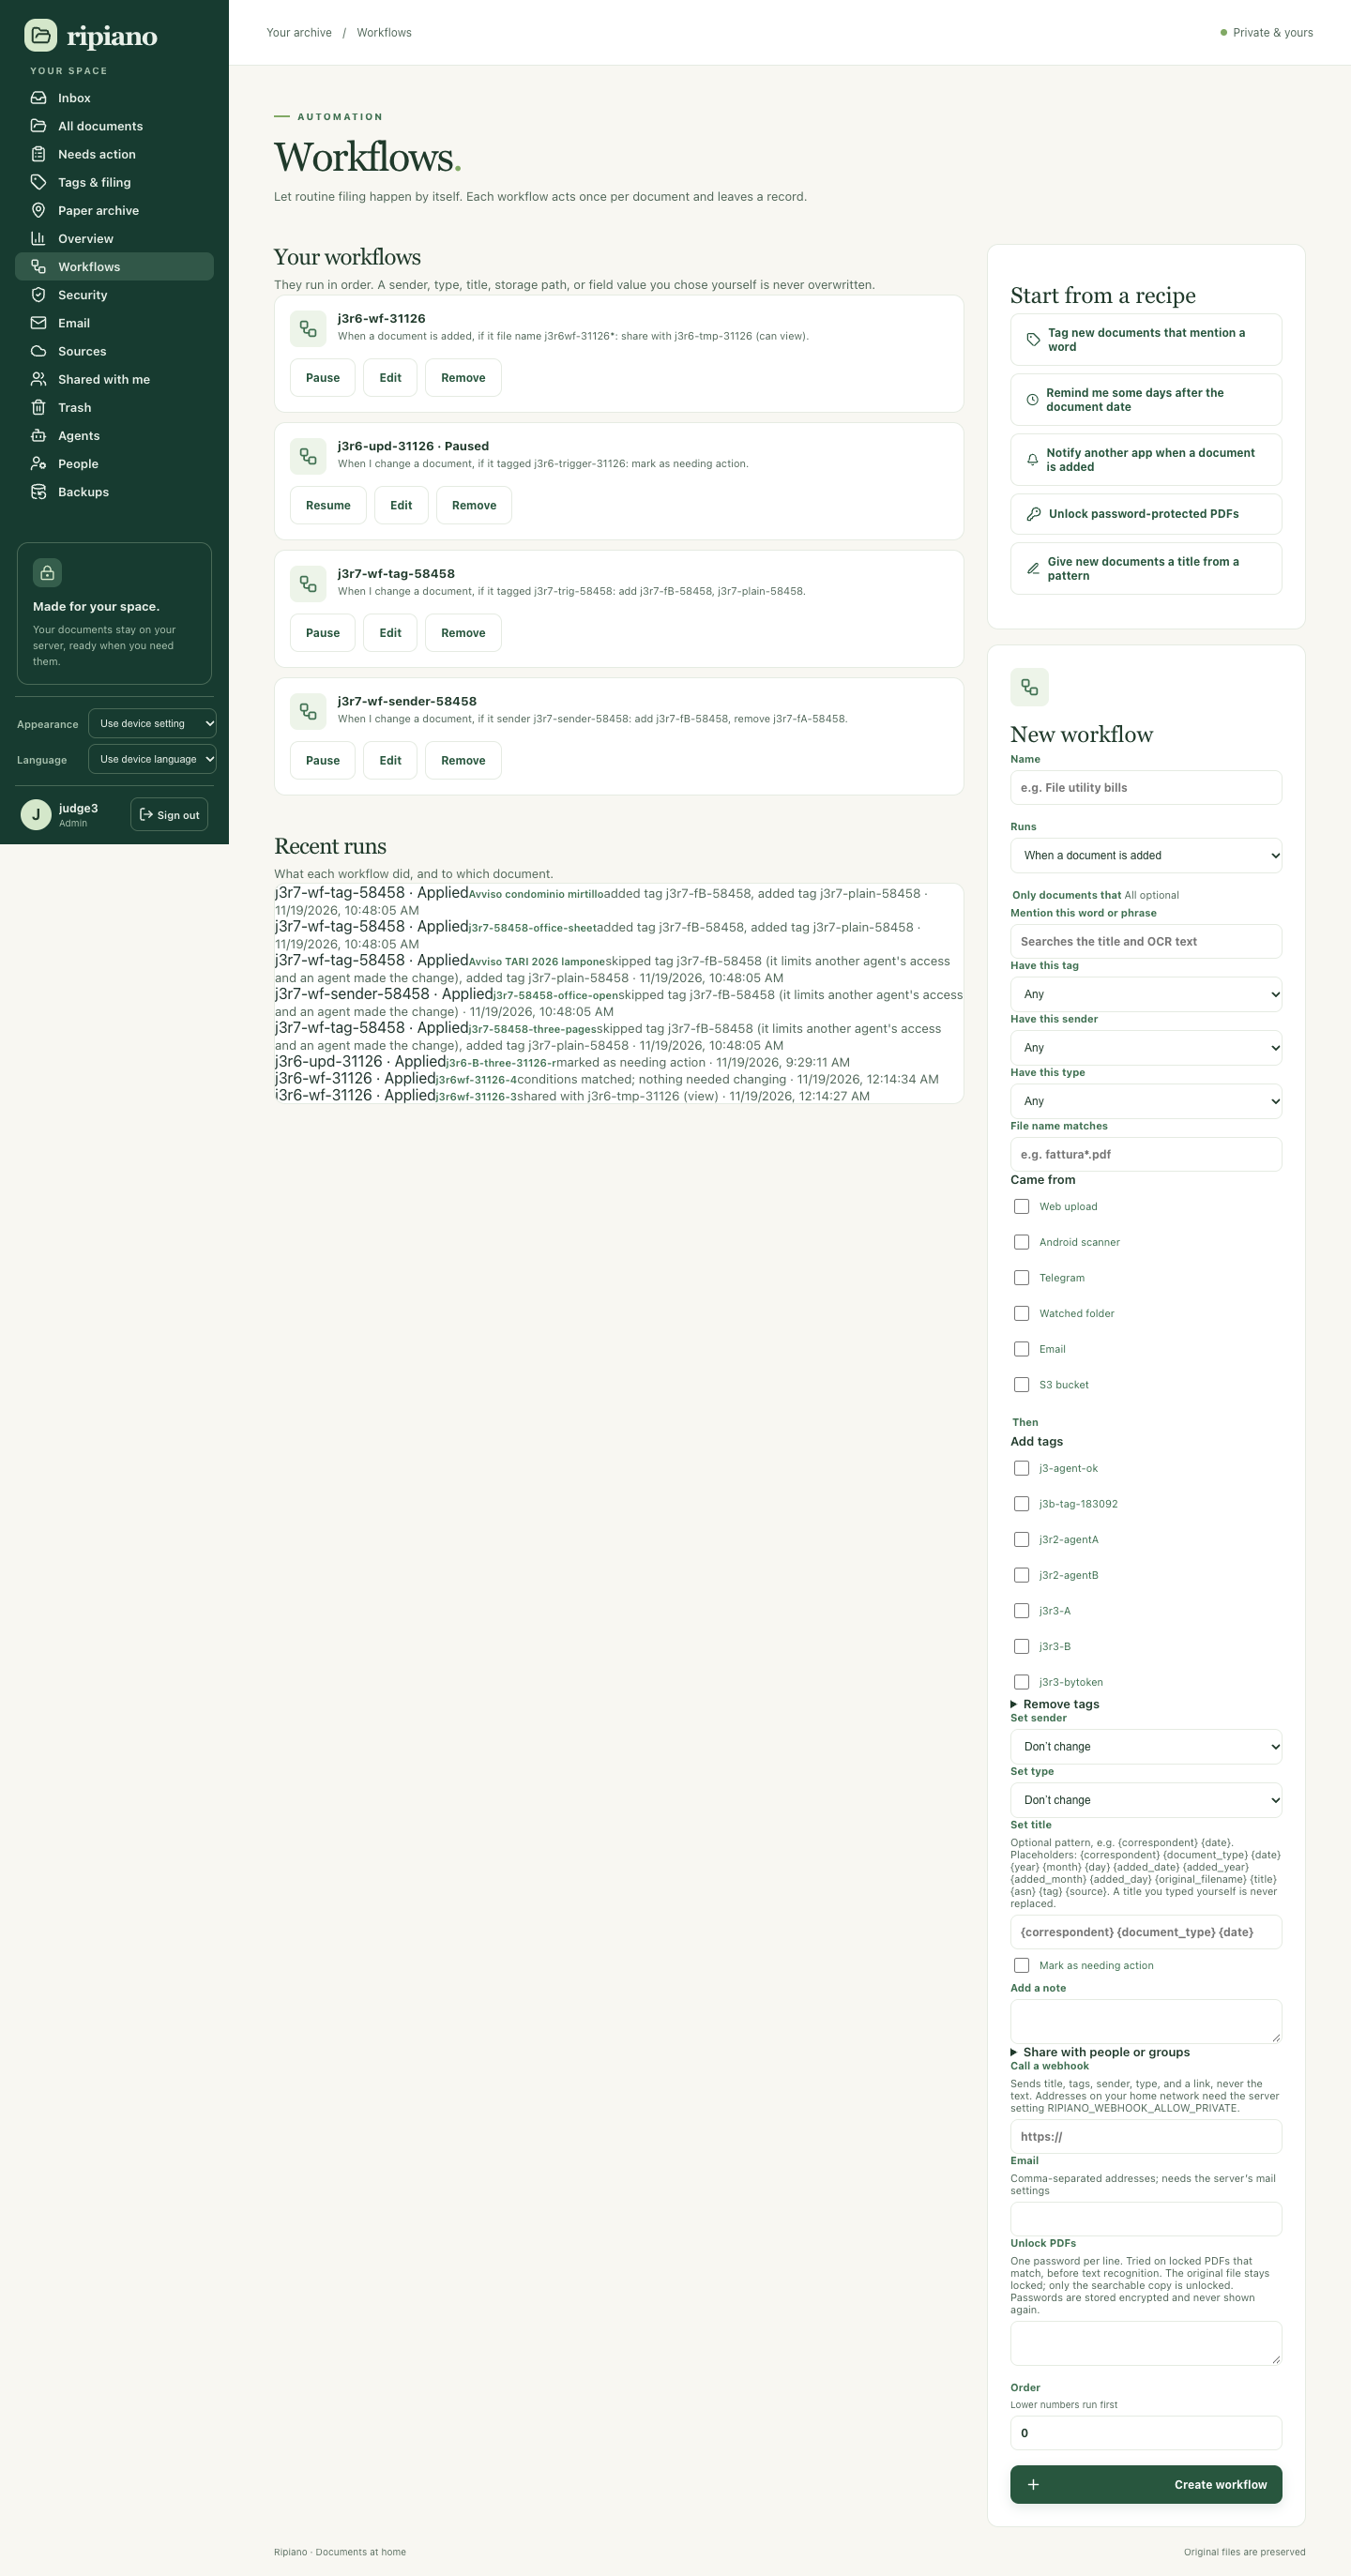 ripiano
YOUR SPACE
Inbox
All documents
Needs action
Tags & filing
Paper archive
Overview
Workflows
Security
Email
Sources
Shared with me
Trash
Agents
People
Backups
Made for your space.
Your documents stay on your
server, ready when you need
them.
Appearance
Use device setting
Language
Use device language
J
judge3
Admin
Sign out
Your archive / Workflows
Private & yours
AUTOMATION
Workflows.
Let routine filing happen by itself. Each workflow acts once per document and leaves a record.
Your workflows
They run in order. A sender, type, title, storage path, or field value you chose yourself is never overwritten.
j3r6-wf-31126
When a document is added, if it file name j3r6wf-31126*: share with j3r6-tmp-31126 (can view).
Pause
Edit
Remove
j3r6-upd-31126 · Paused
When I change a document, if it tagged j3r6-trigger-31126: mark as needing action.
Resume
Edit
Remove
j3r7-wf-tag-58458
When I change a document, if it tagged j3r7-trig-58458: add j3r7-fB-58458, j3r7-plain-58458.
Pause
Edit
Remove
j3r7-wf-sender-58458
When I change a document, if it sender j3r7-sender-58458: add j3r7-fB-58458, remove j3r7-fA-58458.
Pause
Edit
Remove
Recent runs
What each workflow did, and to which document.
j3r7-wf-tag-58458 · AppliedAvviso condominio mirtilloadded tag j3r7-fB-58458, added tag j3r7-plain-58458 ·
11/19/2026, 10:48:05 AM
j3r7-wf-tag-58458 · Appliedj3r7-58458-office-sheetadded tag j3r7-fB-58458, added tag j3r7-plain-58458 ·
11/19/2026, 10:48:05 AM
j3r7-wf-tag-58458 · AppliedAvviso TARI 2026 lamponeskipped tag j3r7-fB-58458 (it limits another agent's access
and an agent made the change), added tag j3r7-plain-58458 · 11/19/2026, 10:48:05 AM
j3r7-wf-sender-58458 · Appliedj3r7-58458-office-openskipped tag j3r7-fB-58458 (it limits another agent's access
and an agent made the change) · 11/19/2026, 10:48:05 AM
j3r7-wf-tag-58458 · Appliedj3r7-58458-three-pagesskipped tag j3r7-fB-58458 (it limits another agent's access
and an agent made the change), added tag j3r7-plain-58458 · 11/19/2026, 10:48:05 AM
j3r6-upd-31126 · Appliedj3r6-B-three-31126-rmarked as needing action · 11/19/2026, 9:29:11 AM
j3r6-wf-31126 · Appliedj3r6wf-31126-4conditions matched; nothing needed changing · 11/19/2026, 12:14:34 AM
j3r6-wf-31126 · Appliedj3r6wf-31126-3shared with j3r6-tmp-31126 (view) · 11/19/2026, 12:14:27 AM
Start from a recipe
Tag new documents that mention a
word
Remind me some days after the
document date
Notify another app when a document
is added
Unlock password-protected PDFs
Give new documents a title from a
pattern
New workflow
Name
e.g. File utility bills
Runs
When a document is added
Only documents that All optional
Mention this word or phrase
Searches the title and OCR text
Have this tag
Any
Have this sender
Any
Have this type
Any
File name matches
e.g. fattura*.pdf
Came from
Web upload
Android scanner
Telegram
Watched folder
Email
S3 bucket
Then
Add tags
j3-agent-ok
j3b-tag-183092
j3r2-agentA
j3r2-agentB
j3r3-A
j3r3-B
j3r3-bytoken
Remove tags
Set sender
Don't change
Set type
Don't change
Set title
Optional pattern, e.g. {correspondent} {date}.
Placeholders: {correspondent} {document_type} {date}
{year} {month} {day} {added_date} {added_year}
{added_month} {added_day} {original_filename} {title}
{asn} {tag} {source}. A title you typed yourself is never
replaced.
{correspondent} {document_type} {date}
Mark as needing action
Add a note
Share with people or groups
Call a webhook
Sends title, tags, sender, type, and a link, never the
text. Addresses on your home network need the server
setting RIPIANO_WEBHOOK_ALLOW_PRIVATE.
https://
Email
Comma-separated addresses; needs the server's mail
settings
Unlock PDFs
One password per line. Tried on locked PDFs that
match, before text recognition. The original file stays
locked; only the searchable copy is unlocked.
Passwords are stored encrypted and never shown
again.
Order
Lower numbers run first
0
Create workflow
Ripiano · Documents at home
Original files are preserved